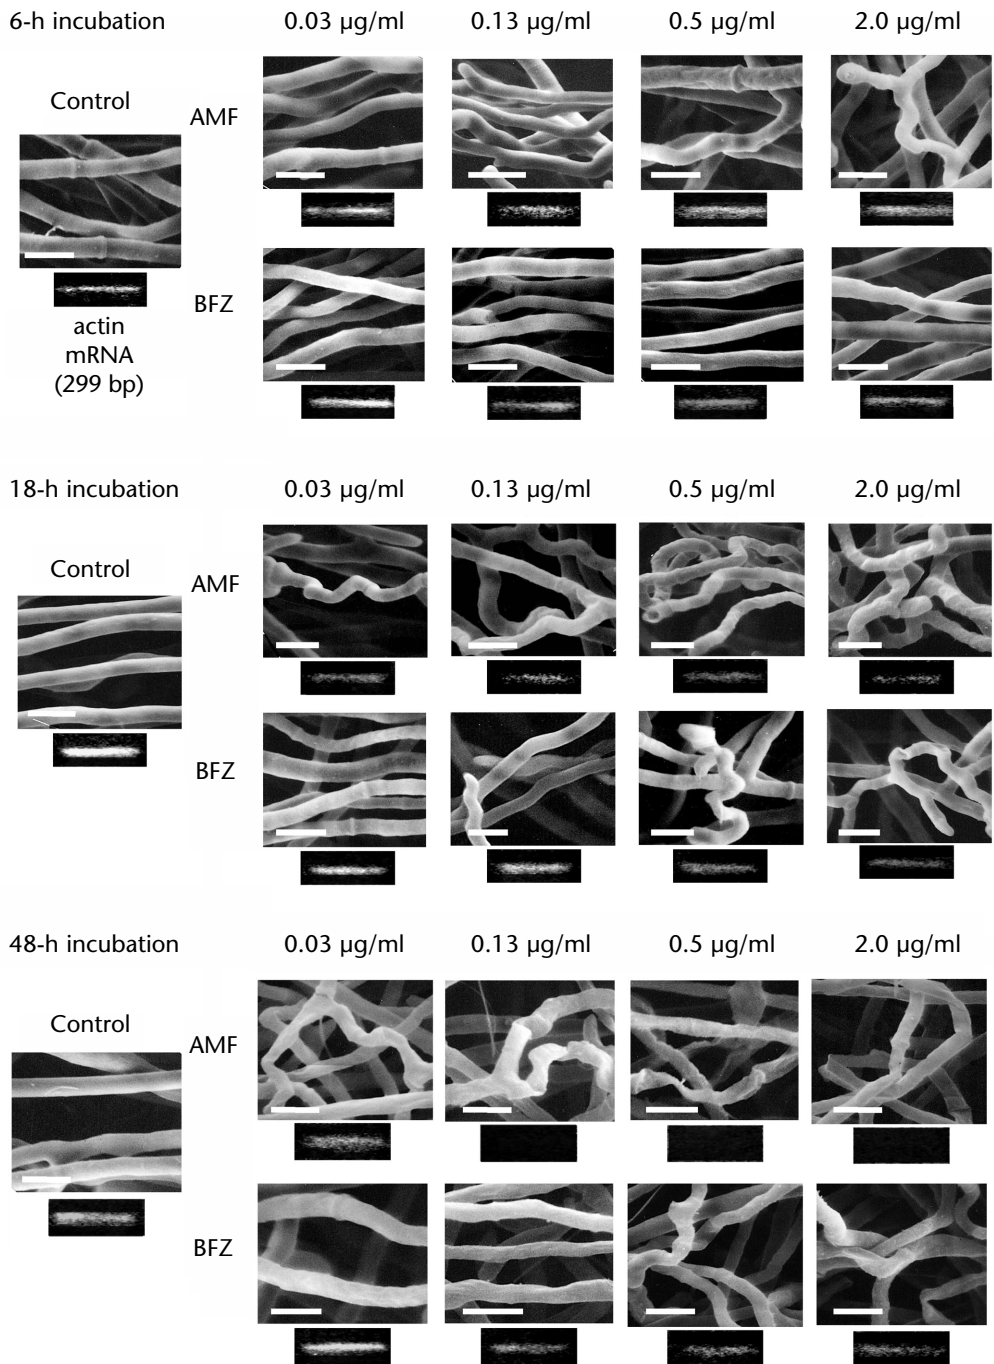 6-h incubation 0.03 µg/ml 0.13 µg/ml 0.5 µg/ml 2.0 µg/ml
Control
AMF
BFZ
actin
mRNA
(299 bp)
18-h incubation 0.03 µg/ml 0.13 µg/ml 0.5 µg/ml 2.0 µg/ml
Control
AMF
BFZ
48-h incubation 0.03 µg/ml 0.13 µg/ml 0.5 µg/ml 2.0 µg/ml
Control
AMF
BFZ